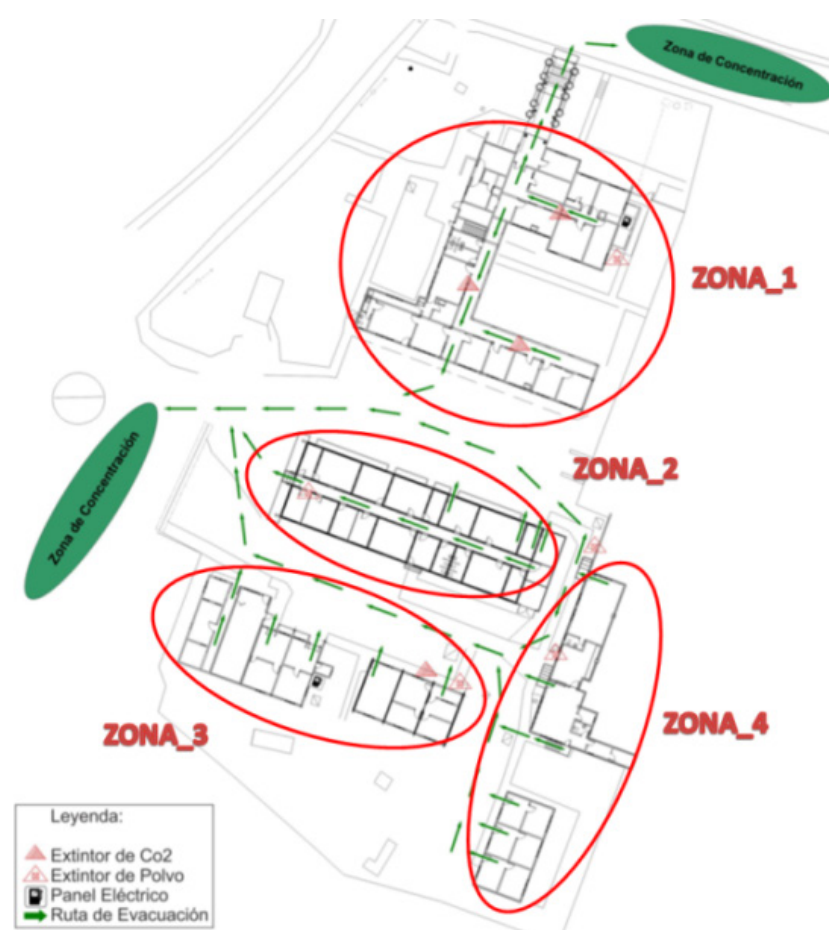 Zona de Concentración
ZONA_1
ZONA_2
Zona de Concentración
ZONA_3
ZONA_4
Leyenda:
Extintor de Co2
Extintor de Polvo
Panel Eléctrico
Ruta de Evacuación